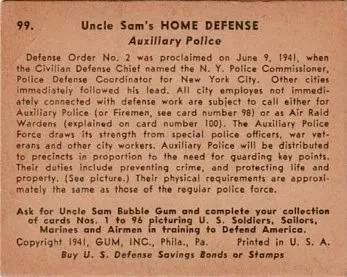 99. Uncle Sam's HOME DEFENSE
Auxiliary Police
Defense Order No. 2 was proclaimed on June 9, 1941, when
the Civilian Defense Chief named the N. Y. Police Commissioner,
Police Defense Coordinator for New York City. Other cities
immediately followed his lead. All city employes not immedi-
ately connected with defense work are subject to call either for
Auxiliary Police (or Firemen, see card number 98) or as Air Raid
Wardens (explained on card number 100). The Auxiliary Police
Force draws its strength from special police officers, war vet-
erans and other city workers. Auxiliary Police will be distributed
to precincts in proportion to the need for guarding key points.
Their duties include preventing crime, and protecting life and
property. (See picture.) Their physical requirements are approxi-
mately the same as those of the regular police force.
Ask for Uncle Sam Bubble Gum and complete your collection
of cards Nos. 1 to 96 picturing U. S. Soldiers, Sailors,
Marines and Airmen in training to Defend America.
Copyright 1941, GUM, INC., Phila., Pa. Printed in U. S. A.
Buy U. S. Defense Savings Bonds or Stamps